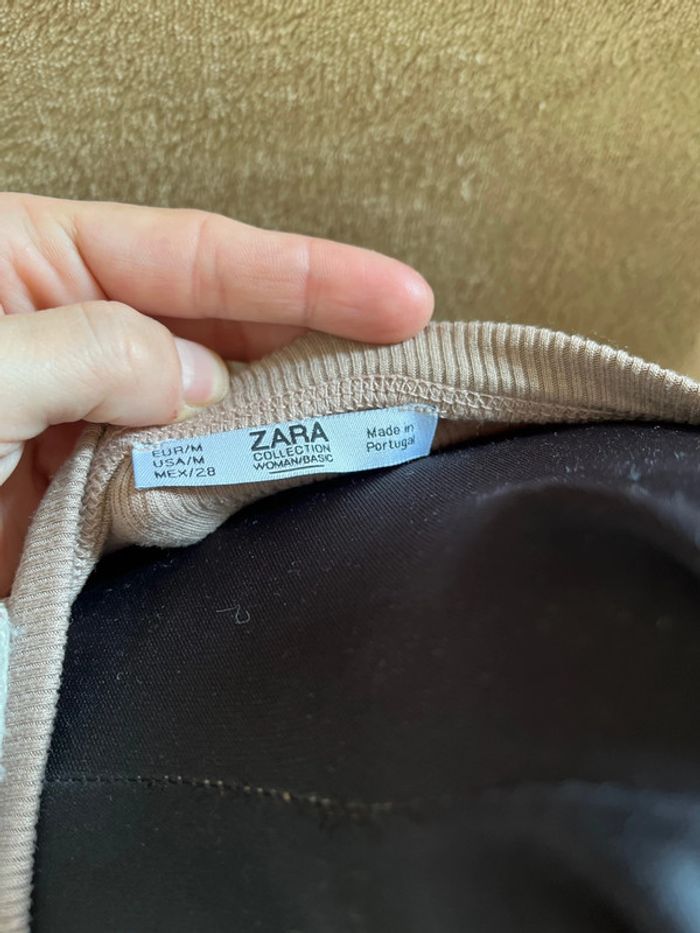 EUR/M
USA/M
MEX/28
ZARA
COLLECTION
WOMAN/BASIC
Made in
Portugal